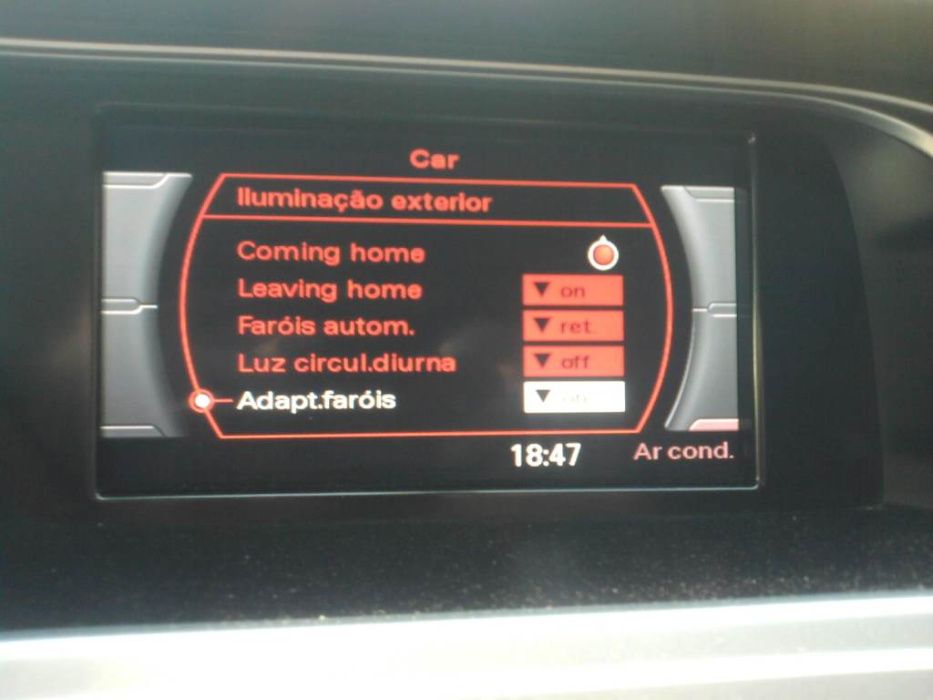 Car
Iluminação exterior
Coming home
Leaving home
on
Faróis autom.
ret
Luz circul.diurna
off
Adapt.faróis
18:47
Ar cond.